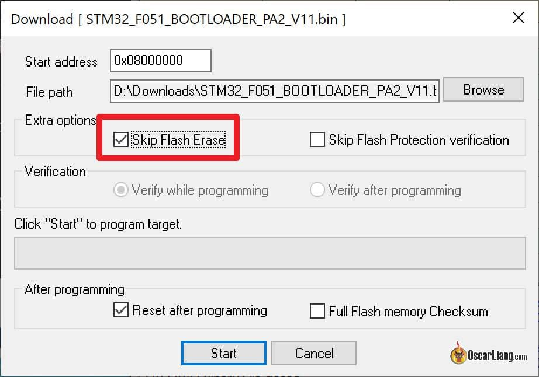 Download [ STM32_F051_BOOTLOADER_PA2_V11.bin ]
Start address 0x08000000
File path D:\Downloads\STM32_F051_BOOTLOADER_PA2_V11.b Browse
Extra options
Skip Flash Erase Skip Flash Protection verification
Verification
Verify while programming Verify after programming
Click "Start" to program target.
After programming
Reset after programming Full Flash memory Checksum
Start Cancel
OscarLiang.com